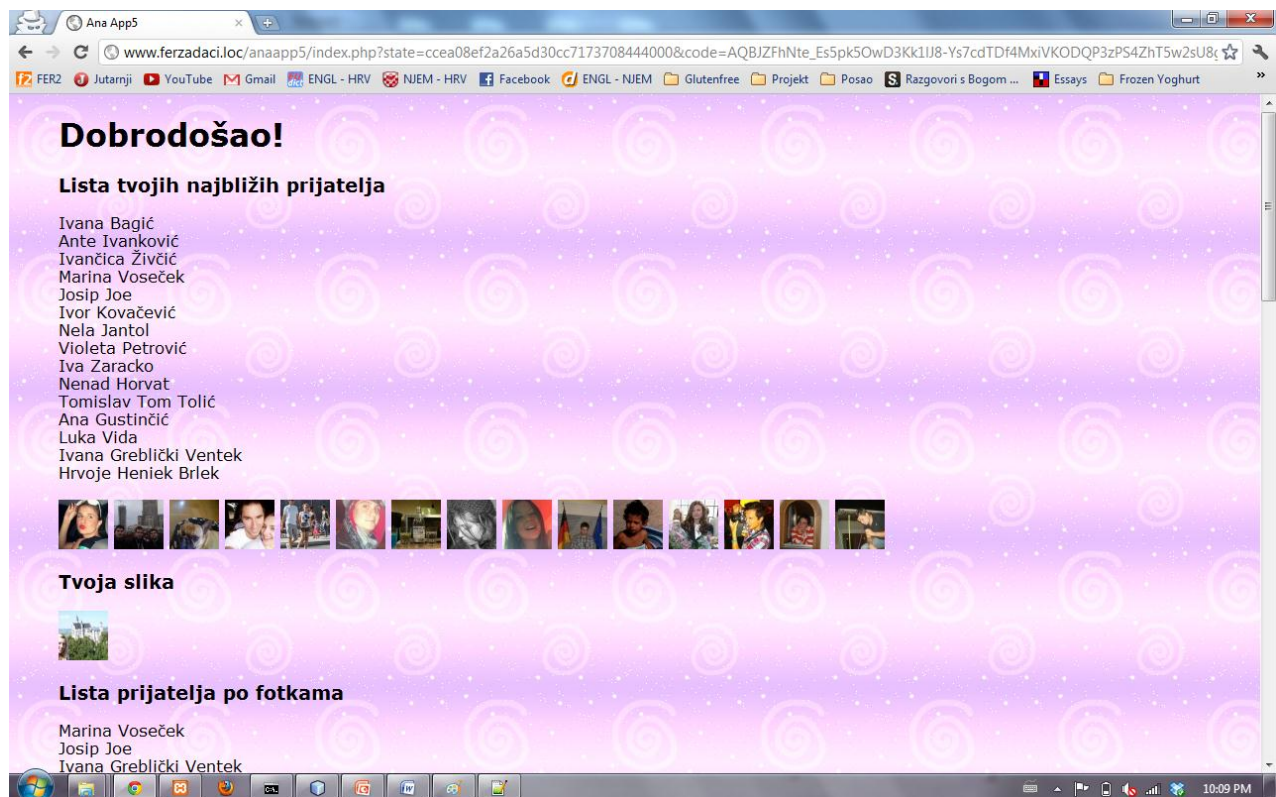 Ana App5
www.ferzadaci.loc/anaapp5/index.php?state=ccea08ef2a26a5d30cc7173708444000&code=AQBJZFhNte_Es5pk5OwD3Kk1IJ8-Ys7cdTDf4MxiVKODQP3zPS4ZhT5w2sU8
FER2 Jutarnji YouTube Gmail ENGL - HRV NJEM - HRV Facebook ENGL - NJEM Glutenfree Projekt Posao Razgovori s Bogom ... Essays Frozen Yoghurt »
Dobrodošao!
Lista tvojih najbližih prijatelja
Ivana Bagić
Ante Ivanković
Ivančica Živčić
Marina Voseček
Josip Joe
Ivor Kovačević
Nela Jantol
Violeta Petrović
Iva Zaracko
Nenad Horvat
Tomislav Tom Tolić
Ana Gustinčić
Luka Vida
Ivana Greblički Ventek
Hrvoje Heniek Brlek
Tvoja slika
Lista prijatelja po fotkama
Marina Voseček
Josip Joe
Ivana Greblički Ventek
10:09 PM